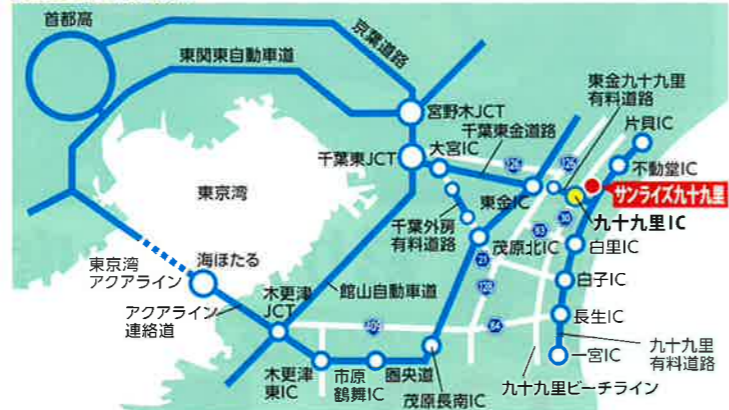 首都高
京葉道路
東関東自動車道
東金九十九里
有料道路
宮野木JCT
片貝IC
千葉東金道路
大宮IC
千葉東JCT
126
126
不動堂IC
サンライズ九十九里
東京湾
東金IC
九十九里IC
千葉外房
有料道路
83
30
茂原北IC
白里IC
21
東京湾
アクアライン
海ほたる
128
白子IC
木更津
JCT
館山自動車道
アクアライン
連絡道
409
84
長生IC
木更津
東IC
市原
鶴舞IC
圏央道
茂原長南IC
一宮IC
九十九里
有料道路
九十九里ビーチライン